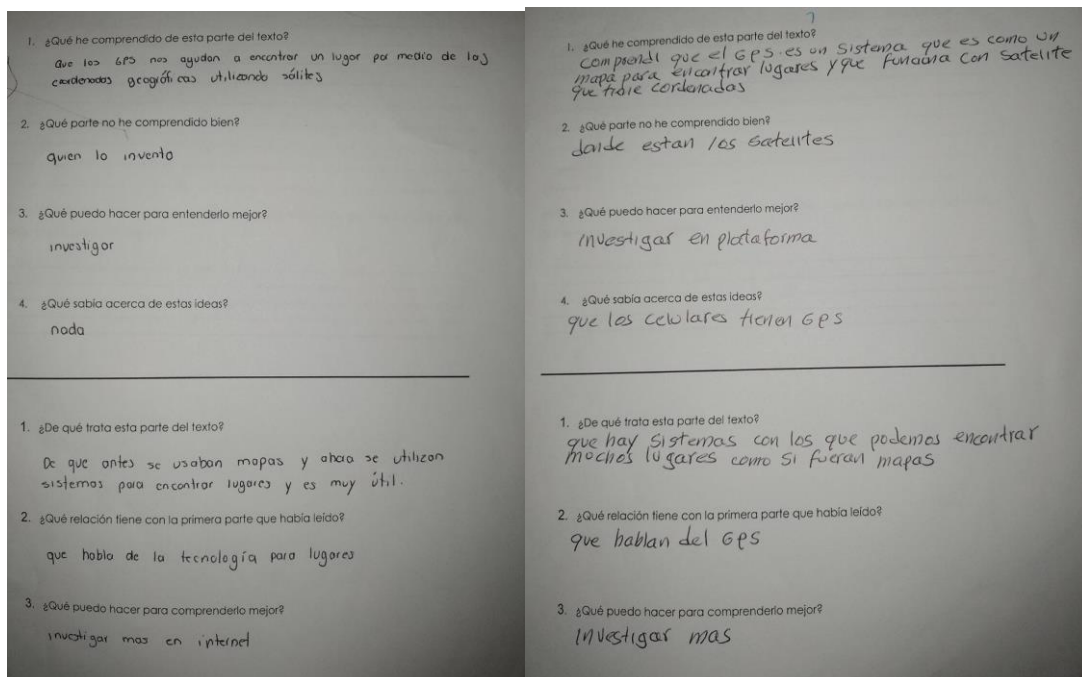 1. ¿Qué he comprendido de esta parte del texto?
Que los GPS nos ayudan a encontrar un lugar por medio de las
coordenadas geográficas utilizando sálites
2. ¿Qué parte no he comprendido bien?
quien lo invento
3. ¿Qué puedo hacer para entenderlo mejor?
investigar
4. ¿Qué sabía acerca de estas ideas?
nada
1. ¿De qué trata esta parte del texto?
De que antes se usaban mapas y ahora se utilizan
sistemas para encontrar lugares y es muy útil.
2. ¿Qué relación tiene con la primera parte que había leído?
que habla de la tecnología para lugares
3. ¿Qué puedo hacer para comprenderlo mejor?
investigar mas en internet
1. ¿Qué he comprendido de esta parte del texto?
comprendi que el GPS es un sistema que es como un
mapa para encontrar lugares y que funciona con satelite
que tiene cordenadas
2. ¿Qué parte no he comprendido bien?
donde estan los satelites
3. ¿Qué puedo hacer para entenderlo mejor?
investigar en plataforma
4. ¿Qué sabía acerca de estas ideas?
que los celulares tienen GPS
1. ¿De qué trata esta parte del texto?
que hay sistemas con los que podemos encontrar
mochos lugares como si fueran mapas
2. ¿Qué relación tiene con la primera parte que había leído?
que hablan del GPS
3. ¿Qué puedo hacer para comprenderlo mejor?
investigar mas